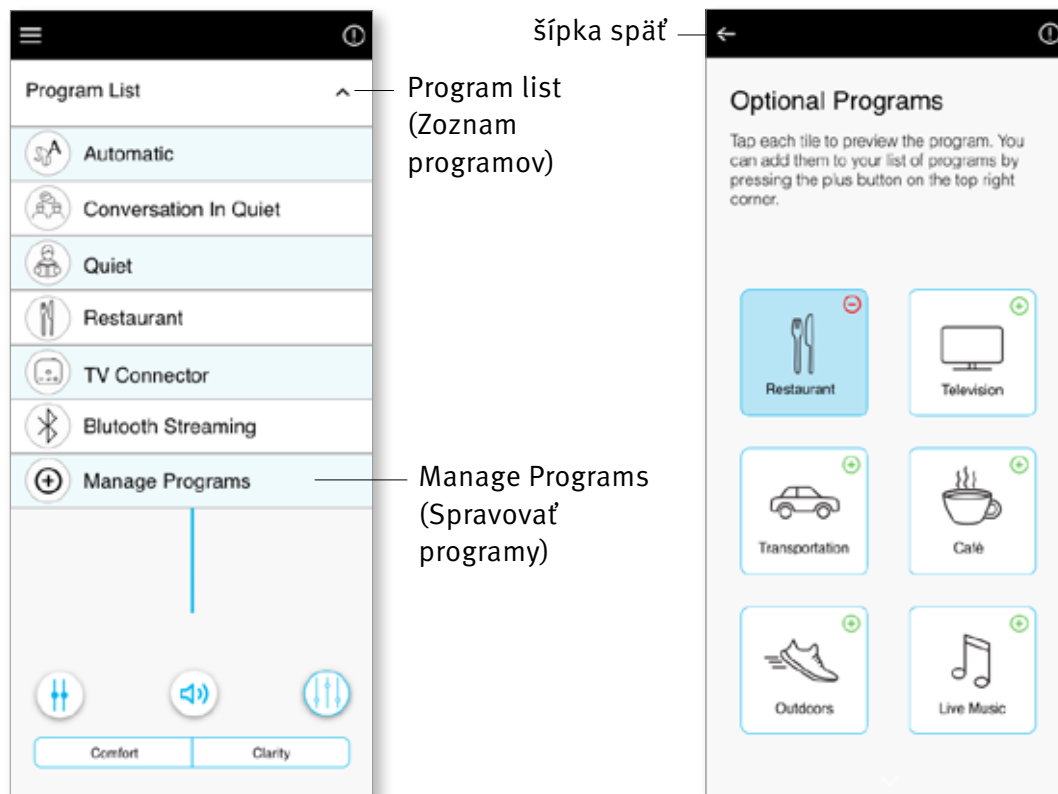 Program List
Automatic
Conversation In Quiet
Quiet
Restaurant
TV Connector
Blutooth Streaming
Manage Programs
Comfort
Clarity
Program list
(Zoznam
programov)
Manage Programs
(Spravovať
programy)
šípka späť
Optional Programs
Tap each tile to preview the program. You
can add them to your list of programs by
pressing the plus button on the top right
corner.
Restaurant
Television
Transportation
Café
Outdoors
Live Music